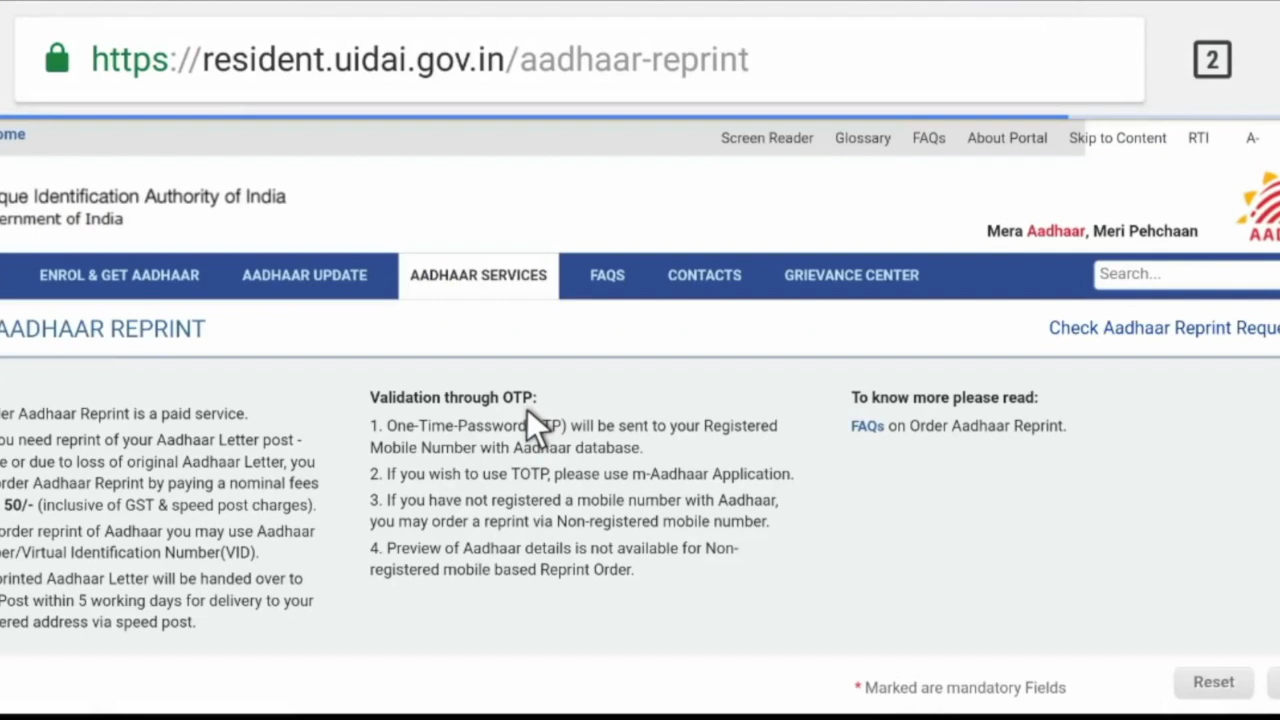 https://resident.uidai.gov.in/aadhaar-reprint
2
ome
Screen Reader Glossary FAQs About Portal Skip to Content RTI A-
que Identification Authority of India
ernment of India
Mera Aadhaar, Meri Pehchaan
AAD
ENROL & GET AADHAAR AADHAAR UPDATE AADHAAR SERVICES FAQS CONTACTS GRIEVANCE CENTER Search...
AADHAAR REPRINT
Check Aadhaar Reprint Reque
er Aadhaar Reprint is a paid service.
ou need reprint of your Aadhaar Letter post -
e or due to loss of original Aadhaar Letter, you
order Aadhaar Reprint by paying a nominal fees
50/- (inclusive of GST & speed post charges).
order reprint of Aadhaar you may use Aadhaar
er/Virtual Identification Number(VID).
printed Aadhaar Letter will be handed over to
Post within 5 working days for delivery to your
ered address via speed post.
Validation through OTP:
1. One-Time-Password TP) will be sent to your Registered
Mobile Number with Aadhaar database.
2. If you wish to use TOTP, please use m-Aadhaar Application.
3. If you have not registered a mobile number with Aadhaar,
you may order a reprint via Non-registered mobile number.
4. Preview of Aadhaar details is not available for Non-
registered mobile based Reprint Order.
To know more please read:
FAQs on Order Aadhaar Reprint.
* Marked are mandatory Fields
Reset